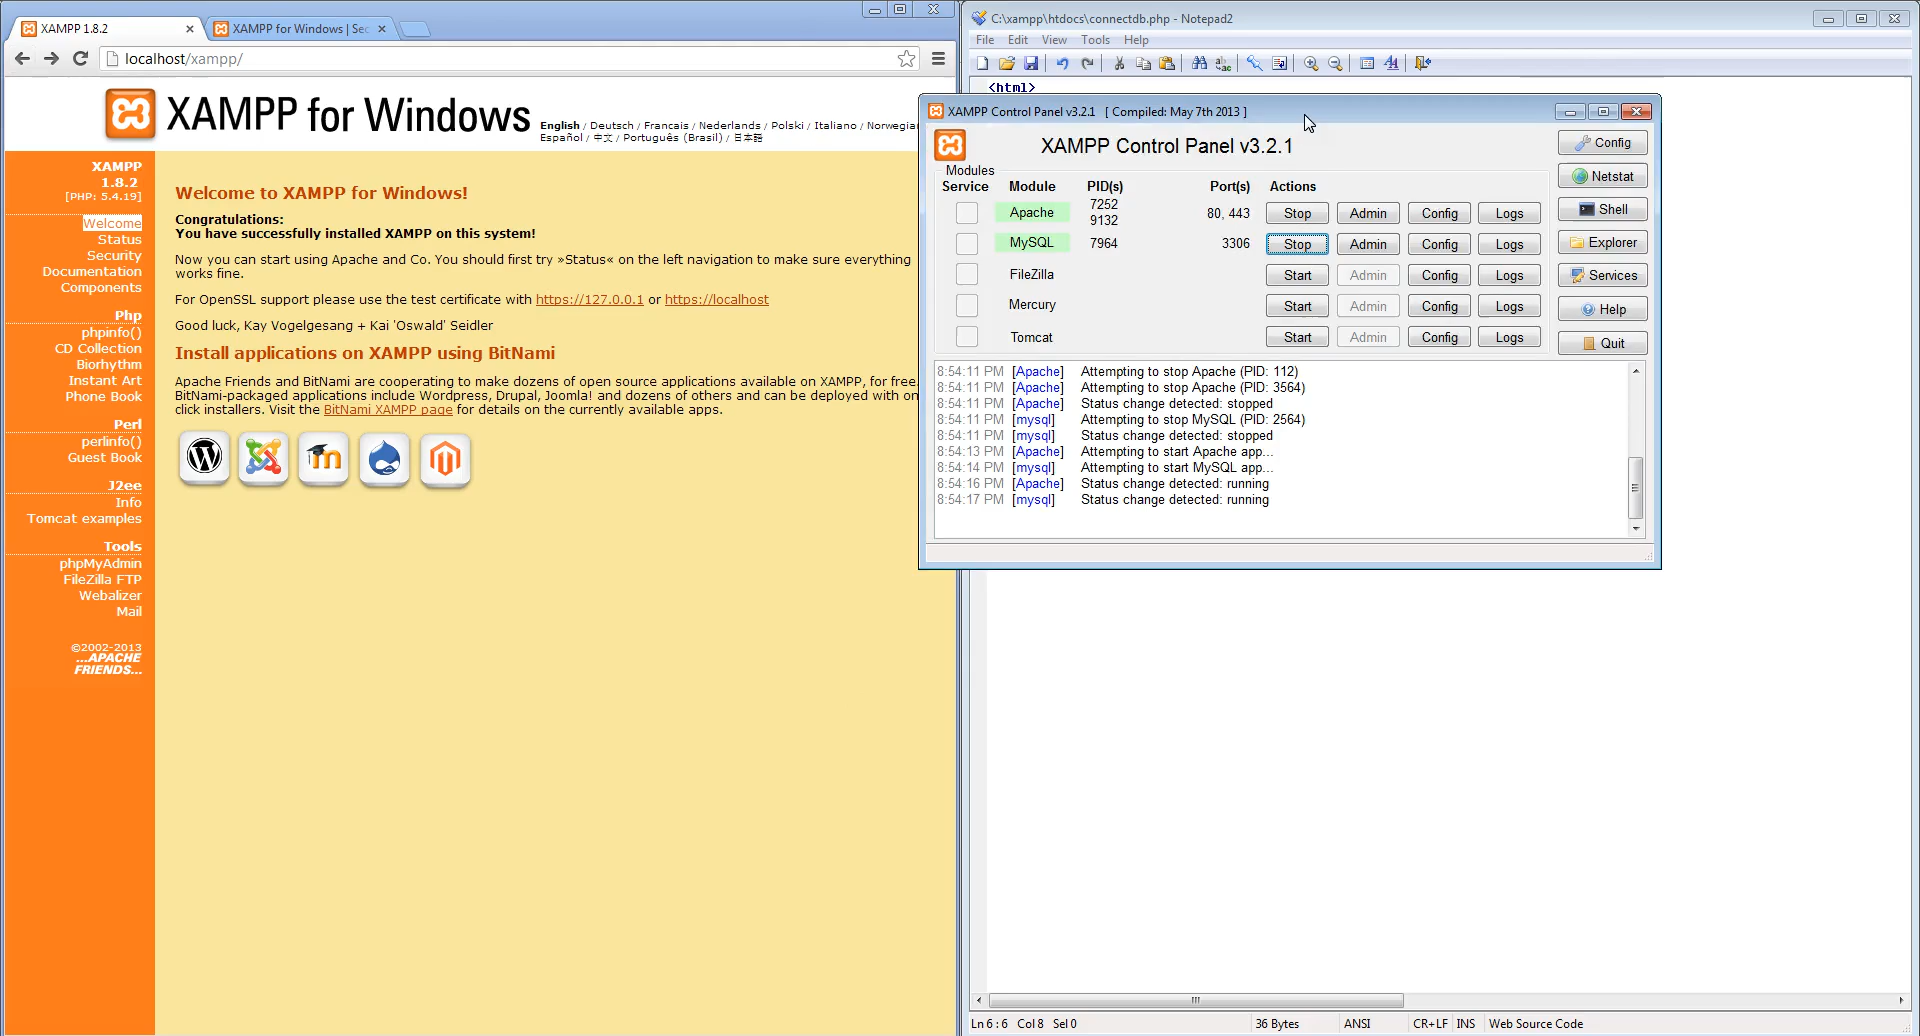 XAMPP 1.8.2
XAMPP for Windows | Sec
localhost/xampp/
XAMPP for Windows
English / Deutsch / Francais / Nederlands / Polski / Italiano / Norwegian
Español / 中文 / Português (Brasil) / 日本語
XAMPP
1.8.2
[PHP: 5.4.19]
Welcome
Status
Security
Documentation
Components
Php
phpinfo()
CD Collection
Biorhythm
Instant Art
Phone Book
Perl
perlinfo()
Guest Book
J2ee
Info
Tomcat examples
Tools
phpMyAdmin
FileZilla FTP
Webalizer
Mail
©2002-2013
...APACHE
FRIENDS...
Welcome to XAMPP for Windows!
Congratulations:
You have successfully installed XAMPP on this system!
Now you can start using Apache and Co. You should first try »Status« on the left navigation to make sure everything
works fine.
For OpenSSL support please use the test certificate with https://127.0.0.1 or https://localhost
Good luck, Kay Vogelgesang + Kai 'Oswald' Seidler
Install applications on XAMPP using BitNami
Apache Friends and BitNami are cooperating to make dozens of open source applications available on XAMPP, for free.
BitNami-packaged applications include Wordpress, Drupal, Joomla! and dozens of others and can be deployed with on
click installers. Visit the BitNami XAMPP page for details on the currently available apps.
C:\xampp\htdocs\connectdb.php - Notepad2
File Edit View Tools Help
<html>
XAMPP Control Panel v3.2.1 [ Compiled: May 7th 2013 ]
XAMPP Control Panel v3.2.1
Modules
Service Module PID(s) Port(s) Actions
Apache 7252 9132 80, 443 Stop Admin Config Logs
MySQL 7964 3306 Stop Admin Config Logs
FileZilla Start Admin Config Logs
Mercury Start Admin Config Logs
Tomcat Start Admin Config Logs
Config
Netstat
Shell
Explorer
Services
Help
Quit
8:54:11 PM [Apache] Attempting to stop Apache (PID: 112)
8:54:11 PM [Apache] Attempting to stop Apache (PID: 3564)
8:54:11 PM [Apache] Status change detected: stopped
8:54:11 PM [mysql] Attempting to stop MySQL (PID: 2564)
8:54:11 PM [mysql] Status change detected: stopped
8:54:13 PM [Apache] Attempting to start Apache app...
8:54:14 PM [mysql] Attempting to start MySQL app...
8:54:16 PM [Apache] Status change detected: running
8:54:17 PM [mysql] Status change detected: running
Ln 6 : 6 Col 8 Sel 0 36 Bytes ANSI CR+LF INS Web Source Code